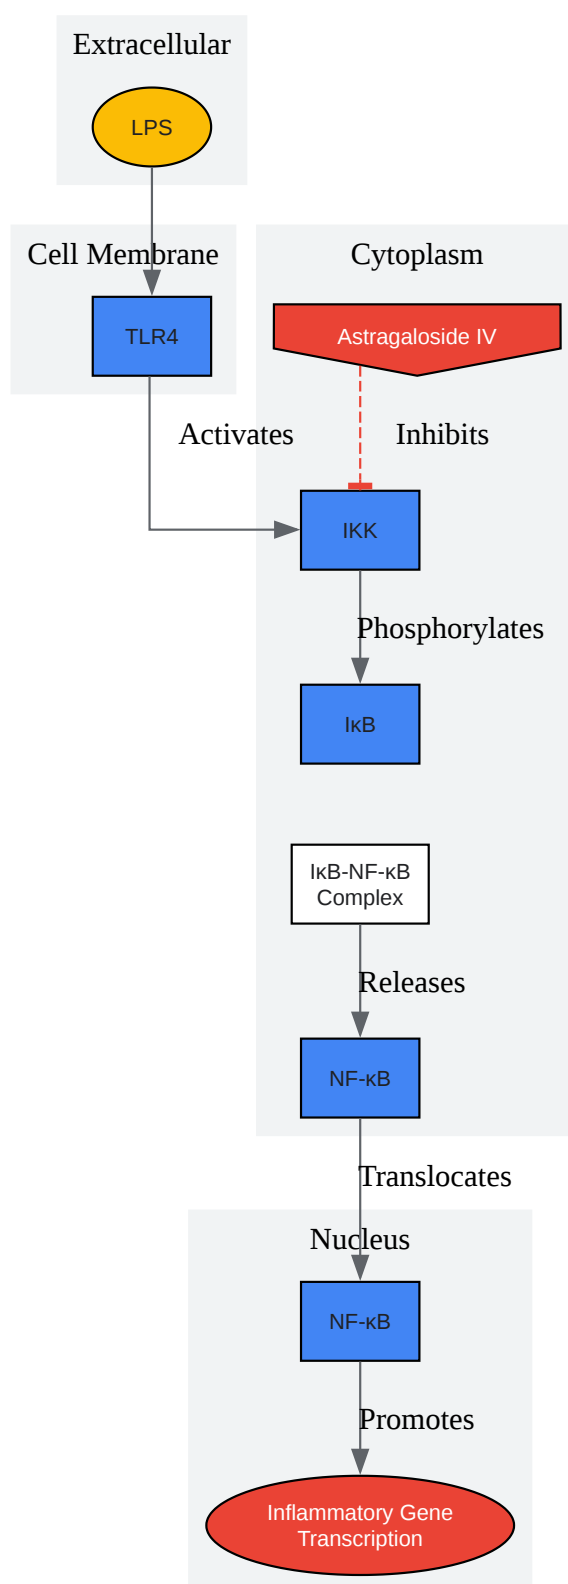 Extracellular
LPS
Cell Membrane
TLR4
Cytoplasm
Astragaloside IV
Activates
Inhibits
IKK
Phosphorylates
IκB
IκB-NF-κB
Complex
Releases
NF-κB
Translocates
Nucleus
NF-κB
Promotes
Inflammatory Gene
Transcription